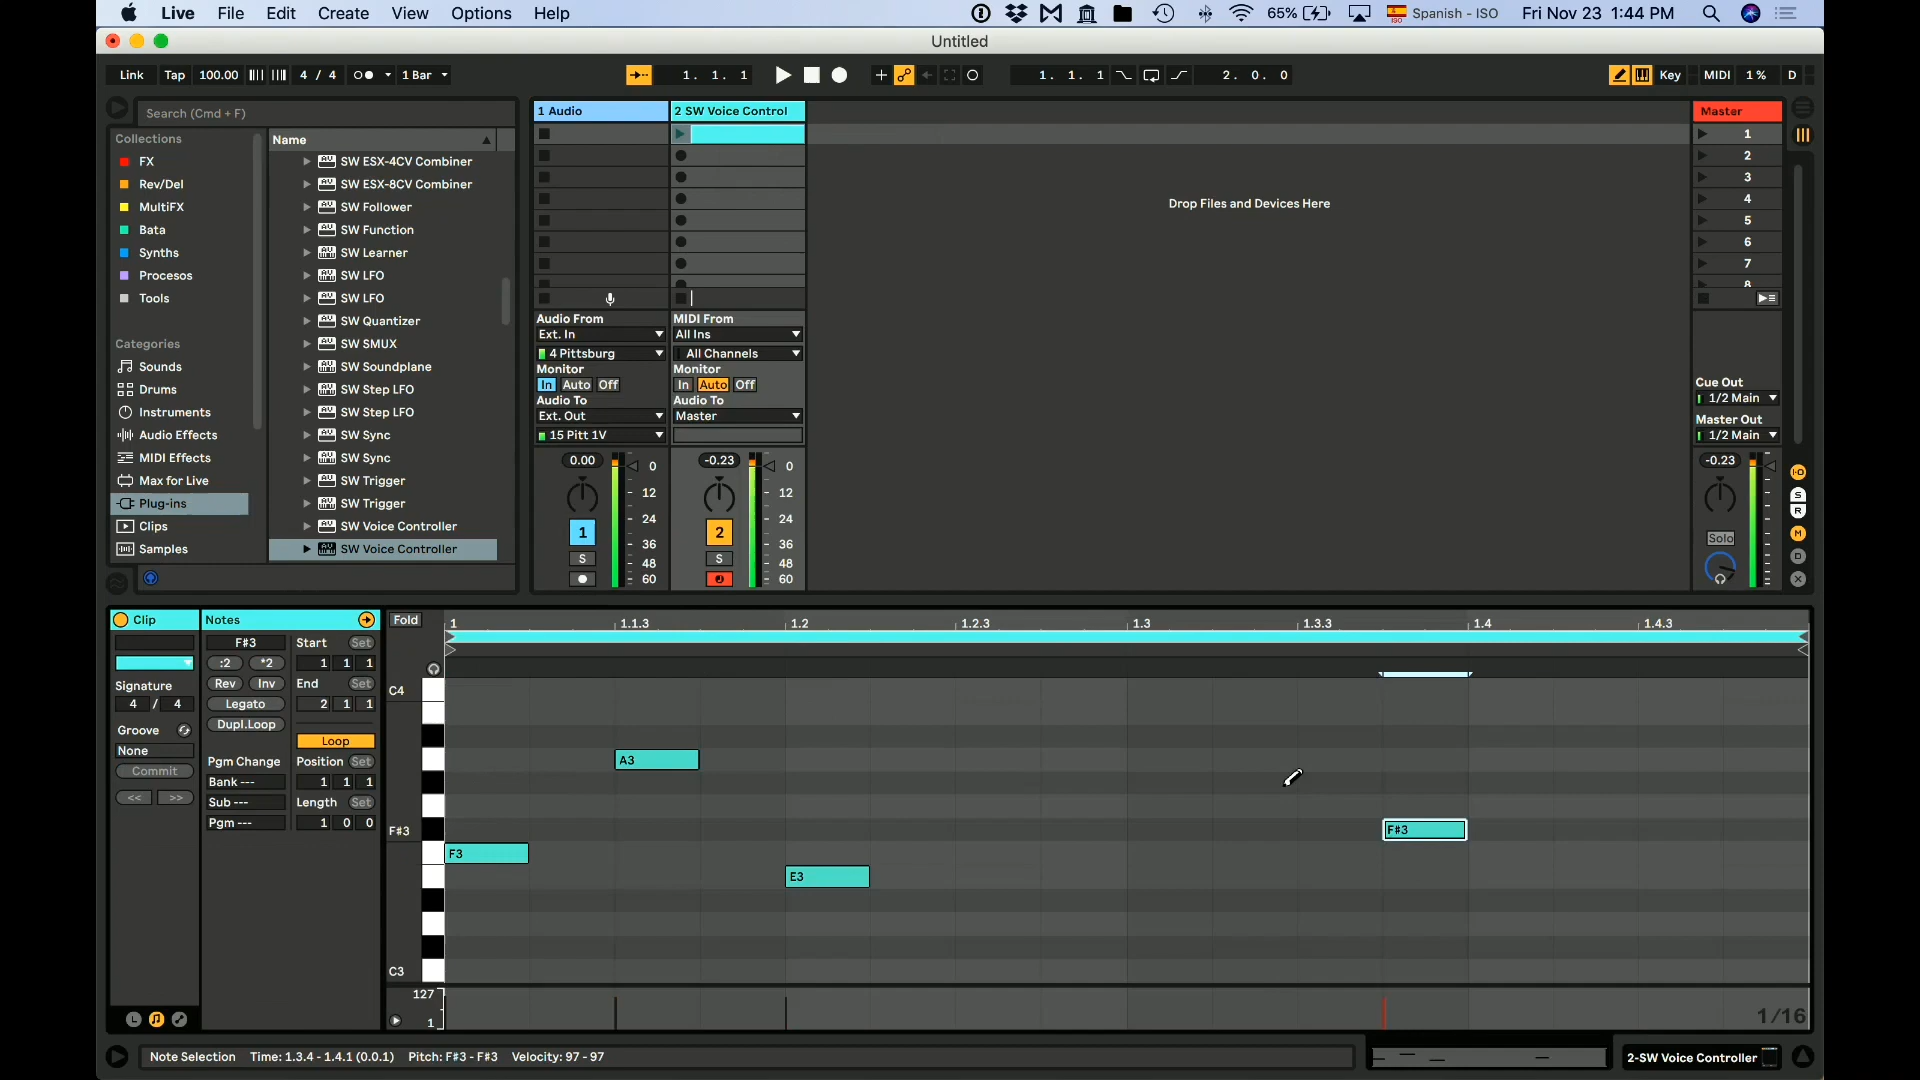 Live File Edit Create View Options Help
65% Spanish - ISO Fri Nov 23 1:44 PM
Untitled
Link Tap 100.00 4 / 4 1 Bar 1. 1. 1 1. 1. 1 2. 0. 0 Key MIDI 1 % D
Search (Cmd + F)
Collections
FX
Rev/Del
MultiFX
Bata
Synths
Procesos
Tools
Categories
Sounds
Drums
Instruments
Audio Effects
MIDI Effects
Max for Live
Plug-ins
Clips
Samples
Name
SW ESX-4CV Combiner
SW ESX-8CV Combiner
SW Follower
SW Function
SW Learner
SW LFO
SW LFO
SW Quantizer
SW SMUX
SW Soundplane
SW Step LFO
SW Step LFO
SW Sync
SW Sync
SW Trigger
SW Trigger
SW Voice Controller
SW Voice Controller
1 Audio
Audio From
Ext. In
4 Pittsburg
Monitor
In Auto Off
Audio To
Ext. Out
15 Pitt 1V
0.00
0
12
24
36
48
60
1
S
2 SW Voice Control
MIDI From
All Ins
All Channels
Monitor
In Auto Off
Audio To
Master
-0.23
0
12
24
36
48
60
2
S
Drop Files and Devices Here
Master
1
2
3
4
5
6
7
8
Cue Out
1/2 Main
Master Out
1/2 Main
-0.23
Solo
I-O
S
R
M
D
X
Clip
Signature
4 / 4
Groove
None
Commit
<< >>
Notes
F#3
:2 *2
Rev Inv
Legato
Dupl.Loop
Pgm Change
Bank ---
Sub ---
Pgm ---
Start Set
1 1 1
End Set
2 1 1
Loop
Position Set
1 1 1
Length Set
1 0 0
Fold
1 1.1.3 1.2 1.2.3 1.3 1.3.3 1.4 1.4.3
C4
A3
F#3 F#3
F3
E3
C3
127
1
1/16
L
Note Selection Time: 1.3.4 - 1.4.1 (0.0.1) Pitch: F#3 - F#3 Velocity: 97 - 97
2-SW Voice Controller